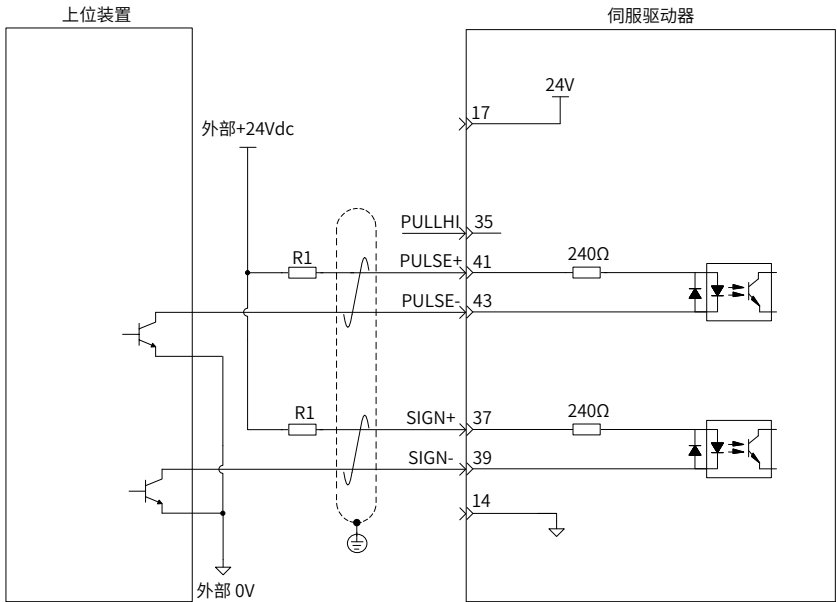 上位装置
伺服驱动器
24V
17
外部+24Vdc
PULLHI 35
R1
PULSE+ 41
240Ω
PULSE- 43
R1
SIGN+ 37
240Ω
SIGN- 39
14
外部 0V